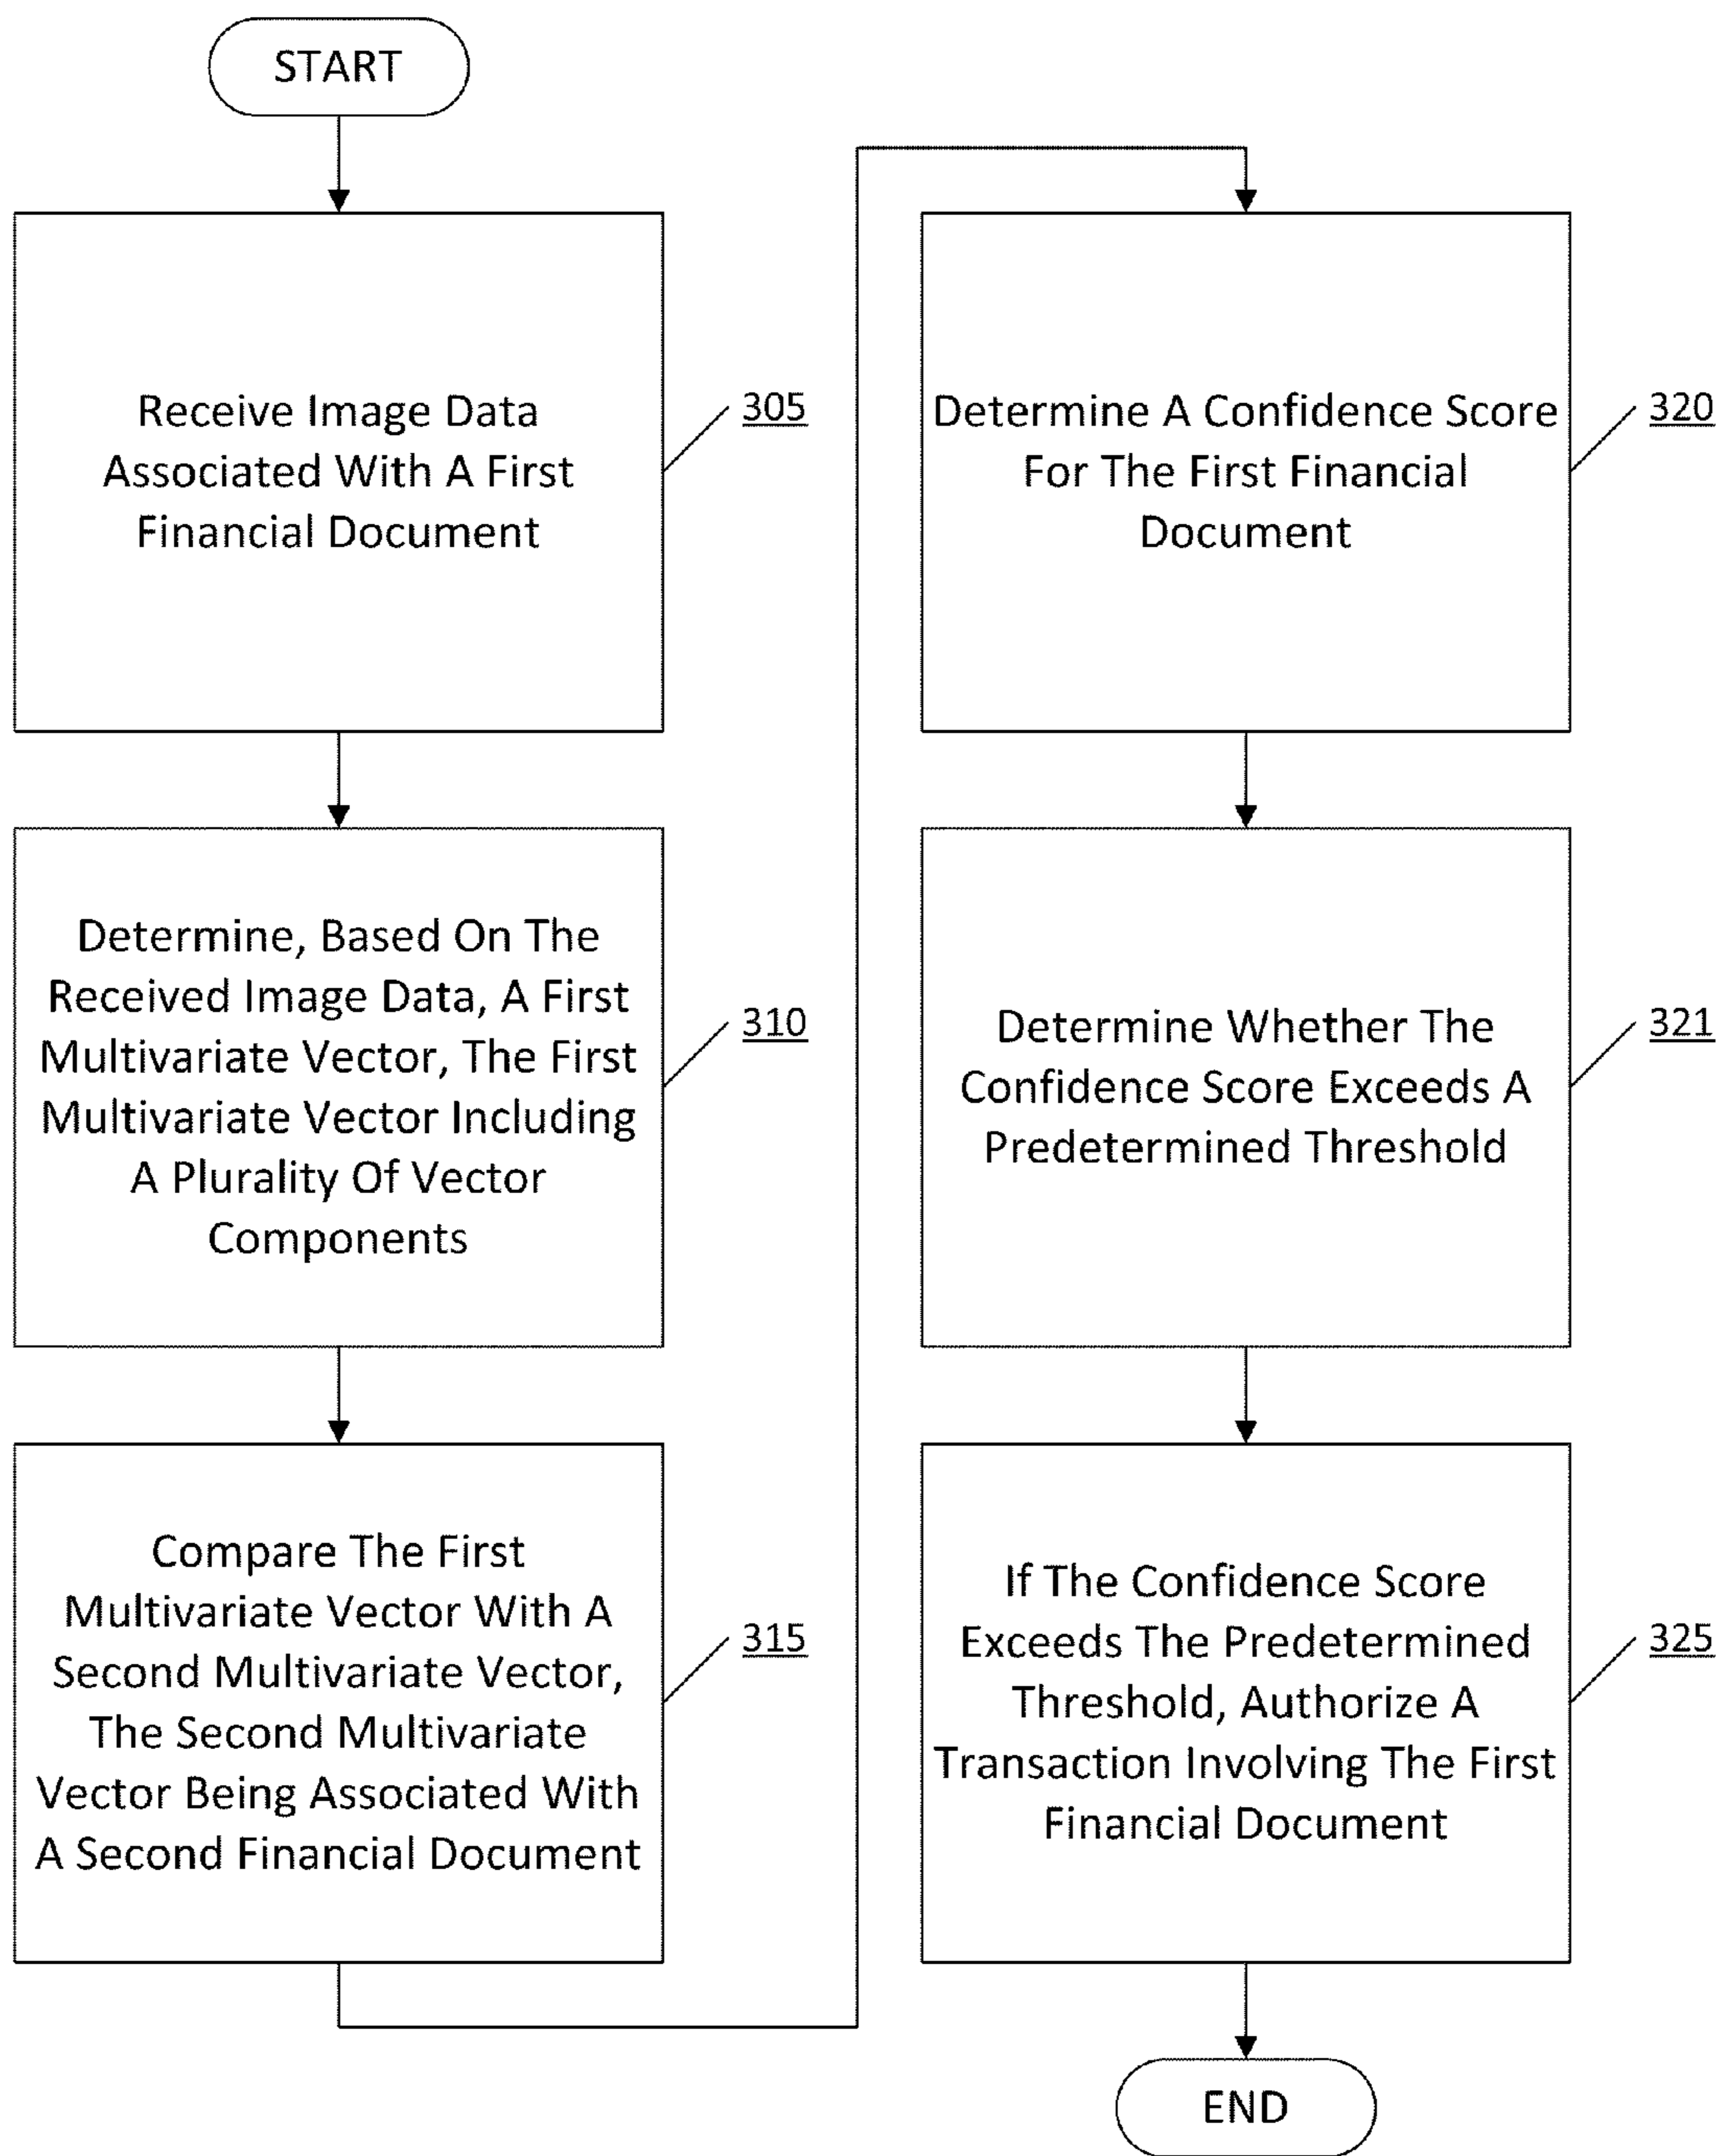 START
Receive Image Data
Associated With A First
Financial Document
305
Determine, Based On The
Received Image Data, A First
Multivariate Vector, The First
Multivariate Vector Including
A Plurality Of Vector
Components
310
Compare The First
Multivariate Vector With A
Second Multivariate Vector,
The Second Multivariate
Vector Being Associated With
A Second Financial Document
315
Determine A Confidence Score
For The First Financial
Document
320
Determine Whether The
Confidence Score Exceeds A
Predetermined Threshold
321
If The Confidence Score
Exceeds The Predetermined
Threshold, Authorize A
Transaction Involving The First
Financial Document
325
END